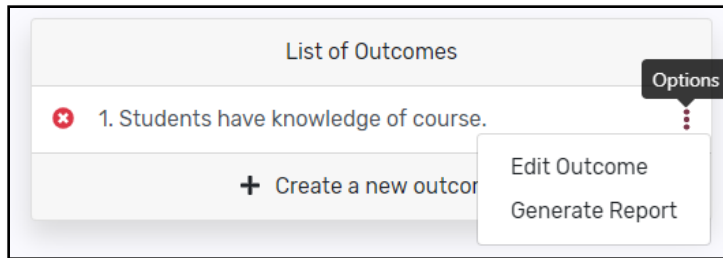 List of Outcomes
Options
1. Students have knowledge of course.
Edit Outcome
+ Create a new outcor
Generate Report